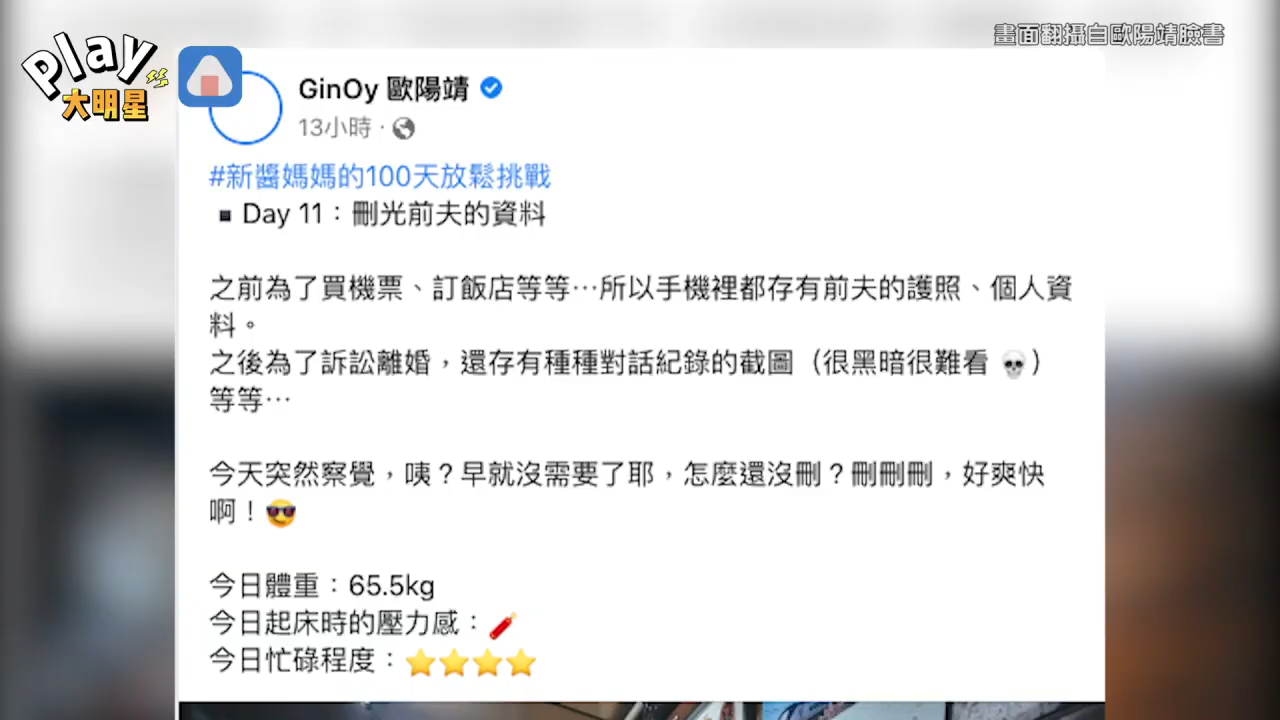 Play
大明星
畫面翻攝自歐陽靖臉書
GinOy 歐陽靖
13小時 ·
#新醬媽媽的100天放鬆挑戰
▪️Day 11：刪光前夫的資料
之前為了買機票、訂飯店等等⋯所以手機裡都存有前夫的護照、個人資
料。
之後為了訴訟離婚，還存有種種對話紀錄的截圖（很黑暗很難看 💀）
等等⋯
今天突然察覺，咦？早就沒需要了耶，怎麼還沒刪？刪刪刪，好爽快
啊！😎
今日體重：65.5kg
今日起床時的壓力感：🧨
今日忙碌程度：⭐⭐⭐⭐